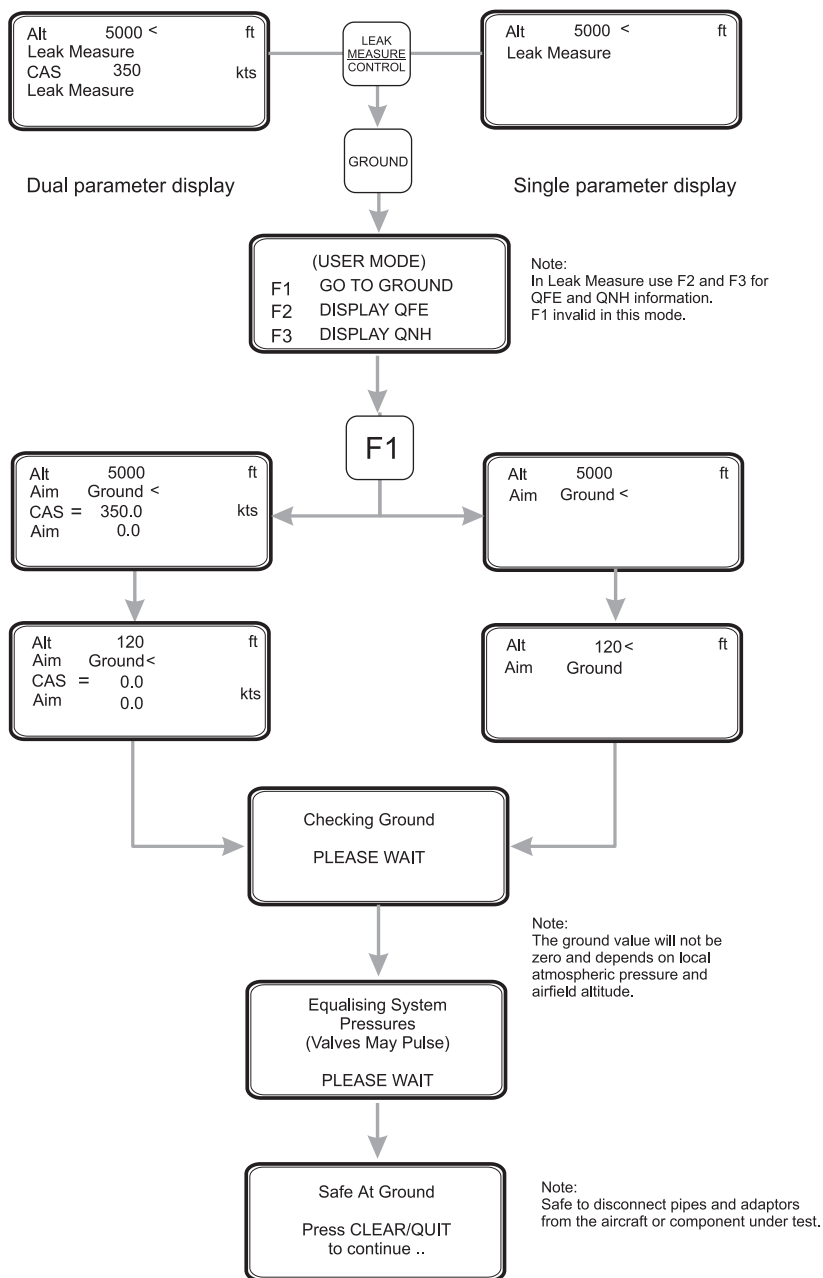 Alt 5000 < ft
Leak Measure
CAS 350 kts
Leak Measure
LEAK
MEASURE
CONTROL
Alt 5000 < ft
Leak Measure
GROUND
Dual parameter display
Single parameter display
(USER MODE)
F1 GO TO GROUND
F2 DISPLAY QFE
F3 DISPLAY QNH
Note:
In Leak Measure use F2 and F3 for
QFE and QNH information.
F1 invalid in this mode.
F1
Alt 5000 ft
Aim Ground <
CAS = 350.0 kts
Aim 0.0
Alt 5000 ft
Aim Ground <
Alt 120 ft
Aim Ground<
CAS = 0.0 kts
Aim 0.0
Alt 120< ft
Aim Ground
Checking Ground
PLEASE WAIT
Note:
The ground value will not be
zero and depends on local
atmospheric pressure and
airfield altitude.
Equalising System
Pressures
(Valves May Pulse)
PLEASE WAIT
Safe At Ground
Press CLEAR/QUIT
to continue ..
Note:
Safe to disconnect pipes and adaptors
from the aircraft or component under test.